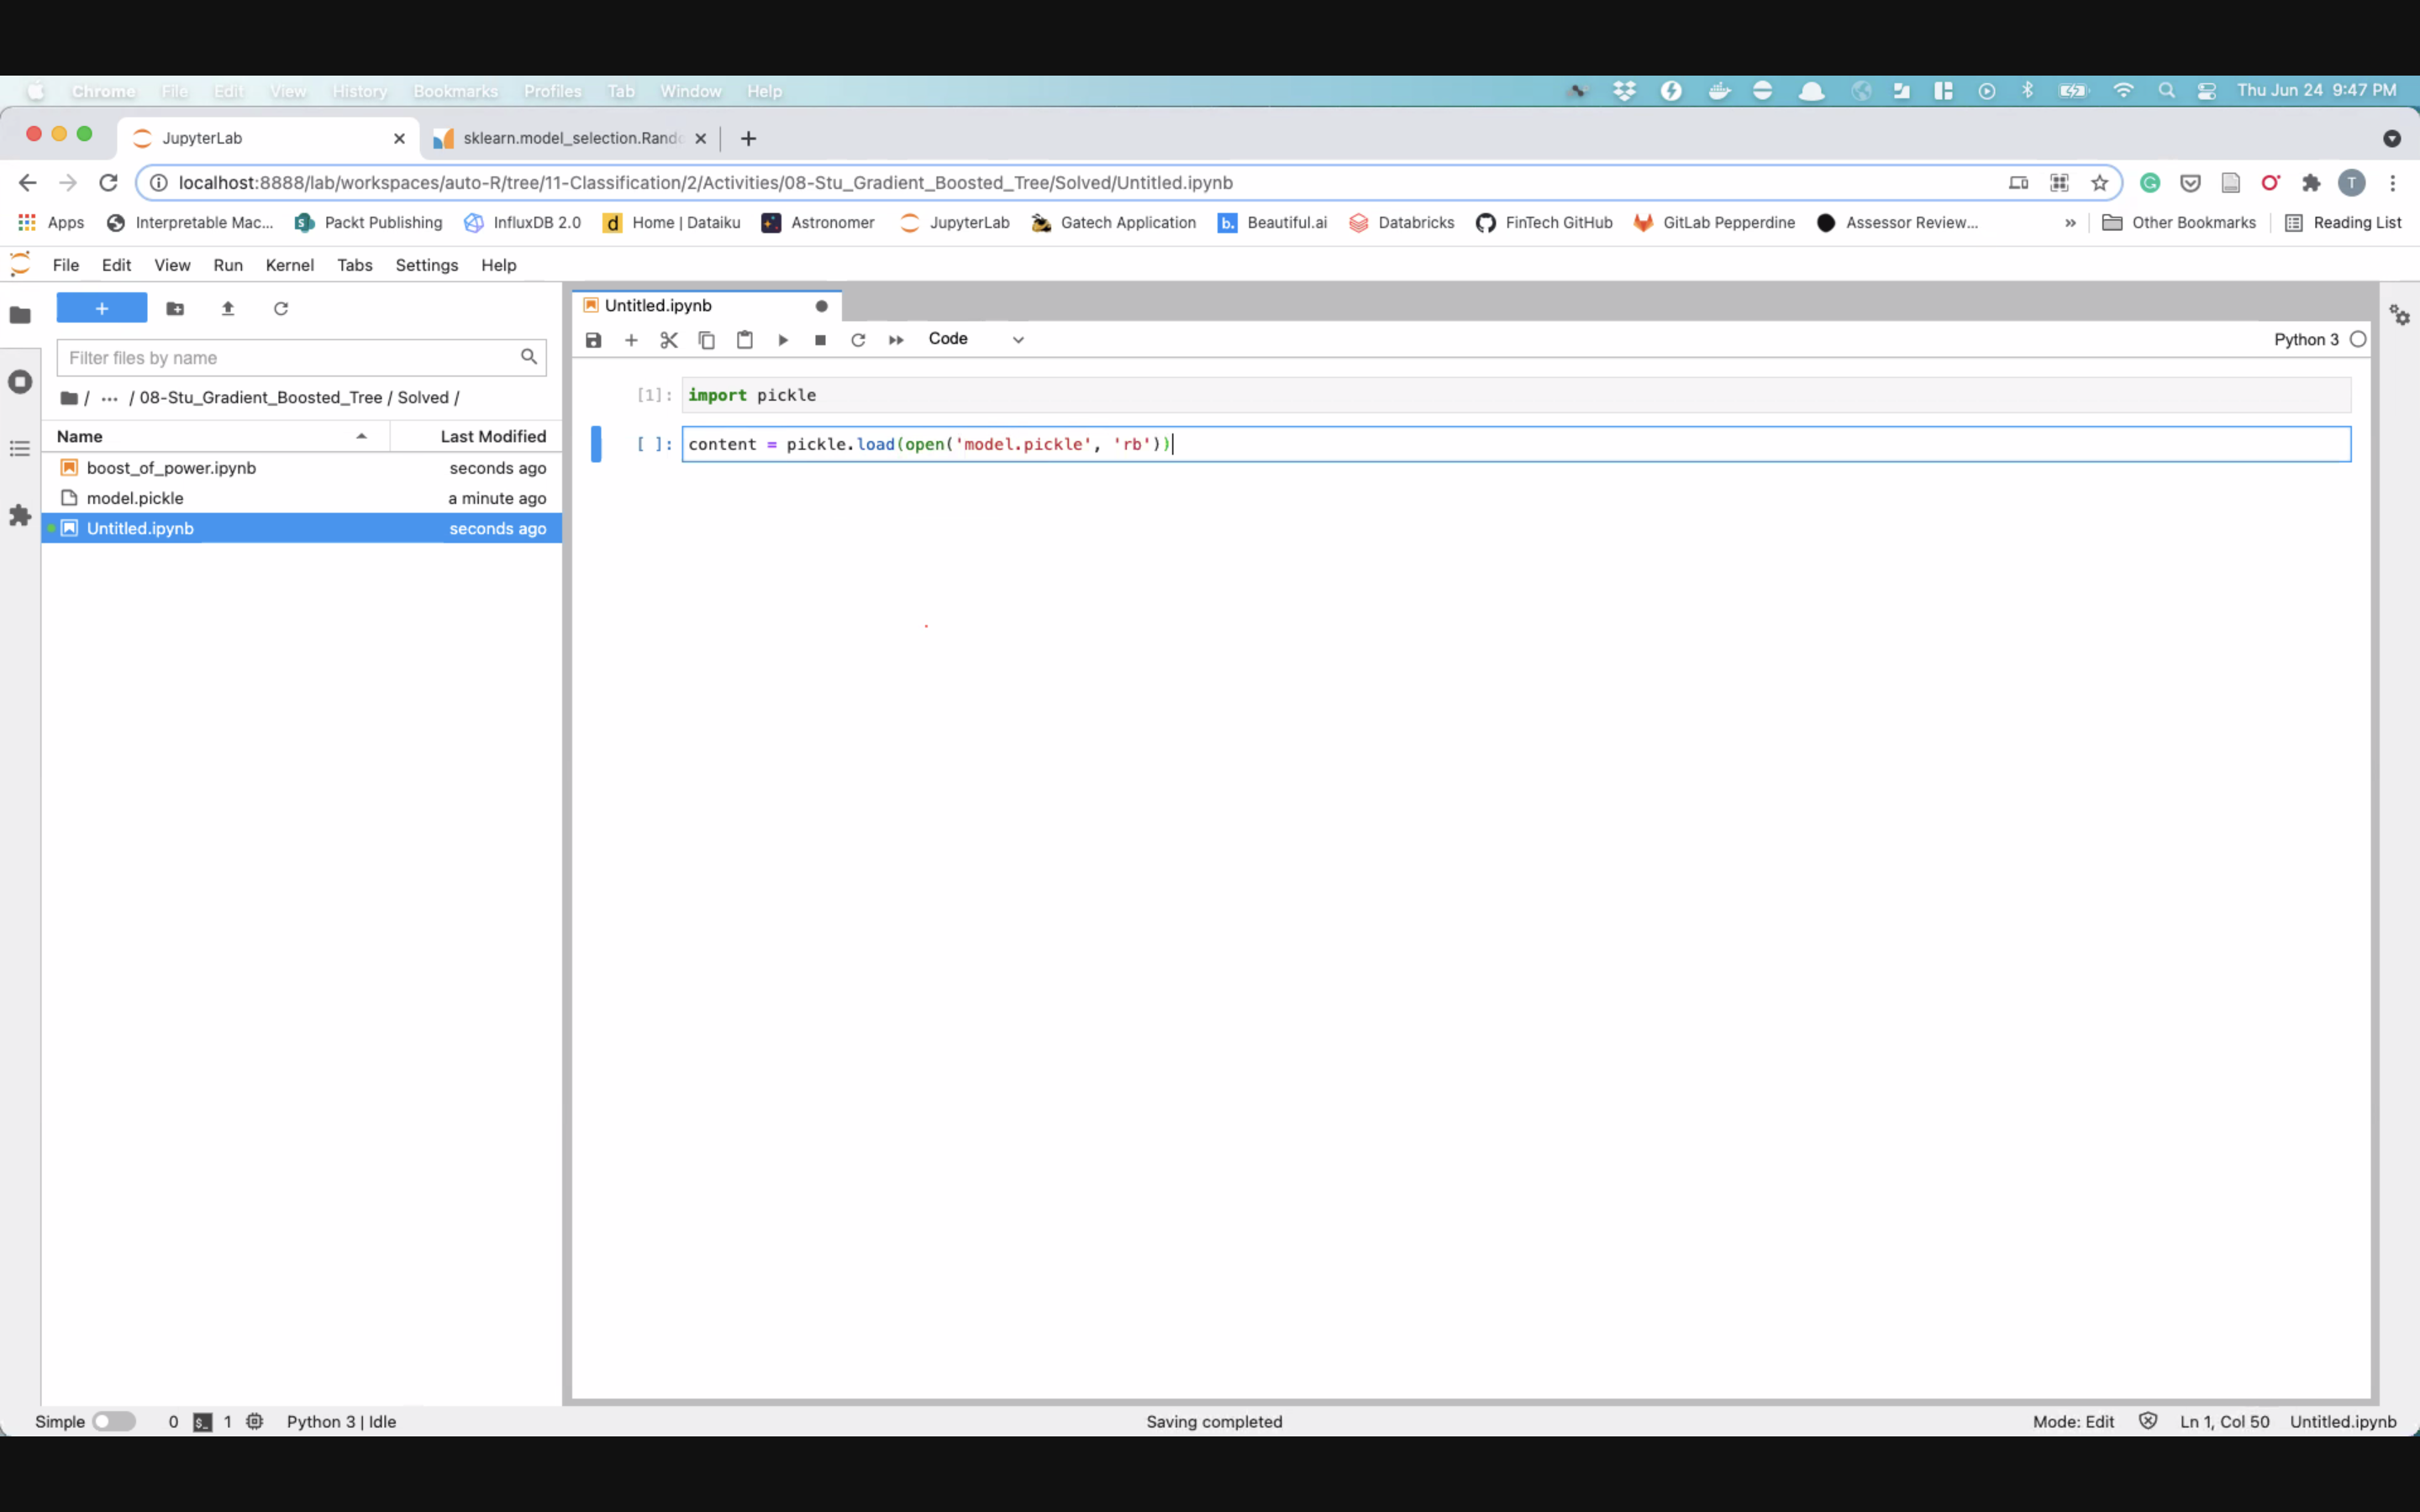 Chrome File Edit View History Bookmarks Profiles Tab Window Help Thu Jun 24 9:47 PM
JupyterLab sklearn.model_selection.Rand
localhost:8888/lab/workspaces/auto-R/tree/11-Classification/2/Activities/08-Stu_Gradient_Boosted_Tree/Solved/Untitled.ipynb T
Apps Interpretable Mac... Packt Publishing InfluxDB 2.0 Home | Dataiku Astronomer JupyterLab Gatech Application Beautiful.ai Databricks FinTech GitHub GitLab Pepperdine Assessor Review... » Other Bookmarks Reading List
File Edit View Run Kernel Tabs Settings Help
Untitled.ipynb
Code Python 3
Filter files by name
/ ... / 08-Stu_Gradient_Boosted_Tree / Solved /
Name Last Modified
boost_of_power.ipynb seconds ago
model.pickle a minute ago
Untitled.ipynb seconds ago
[1]: import pickle
[ ]: content = pickle.load(open('model.pickle', 'rb'))
Simple 0 $_ 1 Python 3 | Idle Saving completed Mode: Edit Ln 1, Col 50 Untitled.ipynb